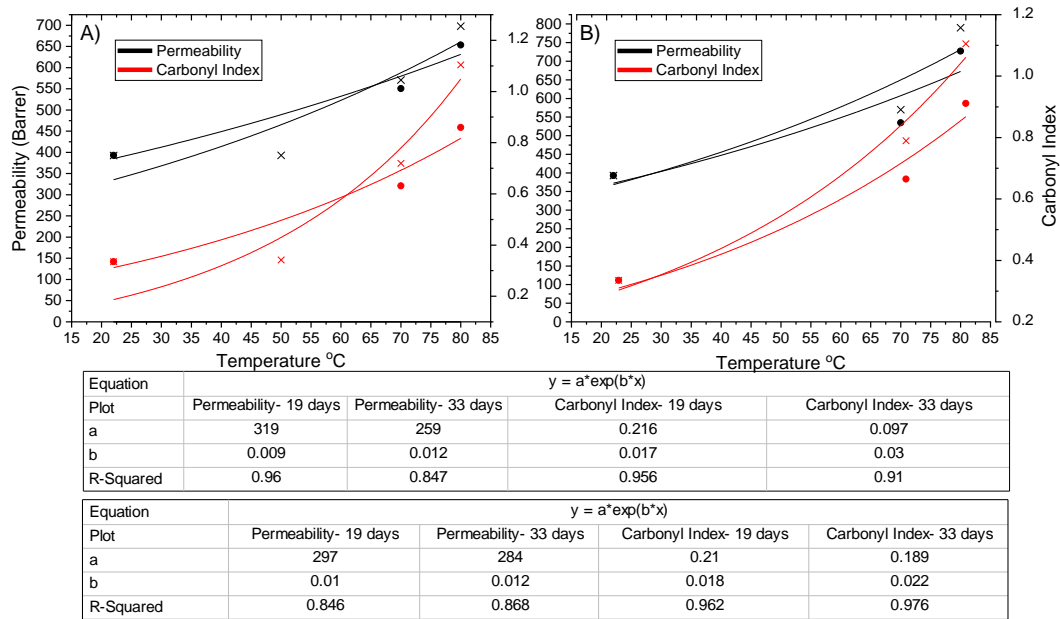 A)
Permeability
Carbonyl Index
700
650
600
550
500
450
400
350
300
250
200
150
100
50
0
Permeability (Barrer)
1.2
1.0
0.8
0.6
0.4
0.2
15 20 25 30 35 40 45 50 55 60 65 70 75 80 85
Temperature °C
B)
Permeability
Carbonyl Index
800
750
700
650
600
550
500
450
400
350
300
250
200
150
100
50
0
1.2
1.0
0.8
0.6
0.4
0.2
Carbonyl Index
15 20 25 30 35 40 45 50 55 60 65 70 75 80 85
Temperature °C
Equation y = a*exp(b*x)
Plot Permeability- 19 days Permeability- 33 days Carbonyl Index- 19 days Carbonyl Index- 33 days
a 319 259 0.216 0.097
b 0.009 0.012 0.017 0.03
R-Squared 0.96 0.847 0.956 0.91
Equation y = a*exp(b*x)
Plot Permeability- 19 days Permeability- 33 days Carbonyl Index- 19 days Carbonyl Index- 33 days
a 297 284 0.21 0.189
b 0.01 0.012 0.018 0.022
R-Squared 0.846 0.868 0.962 0.976